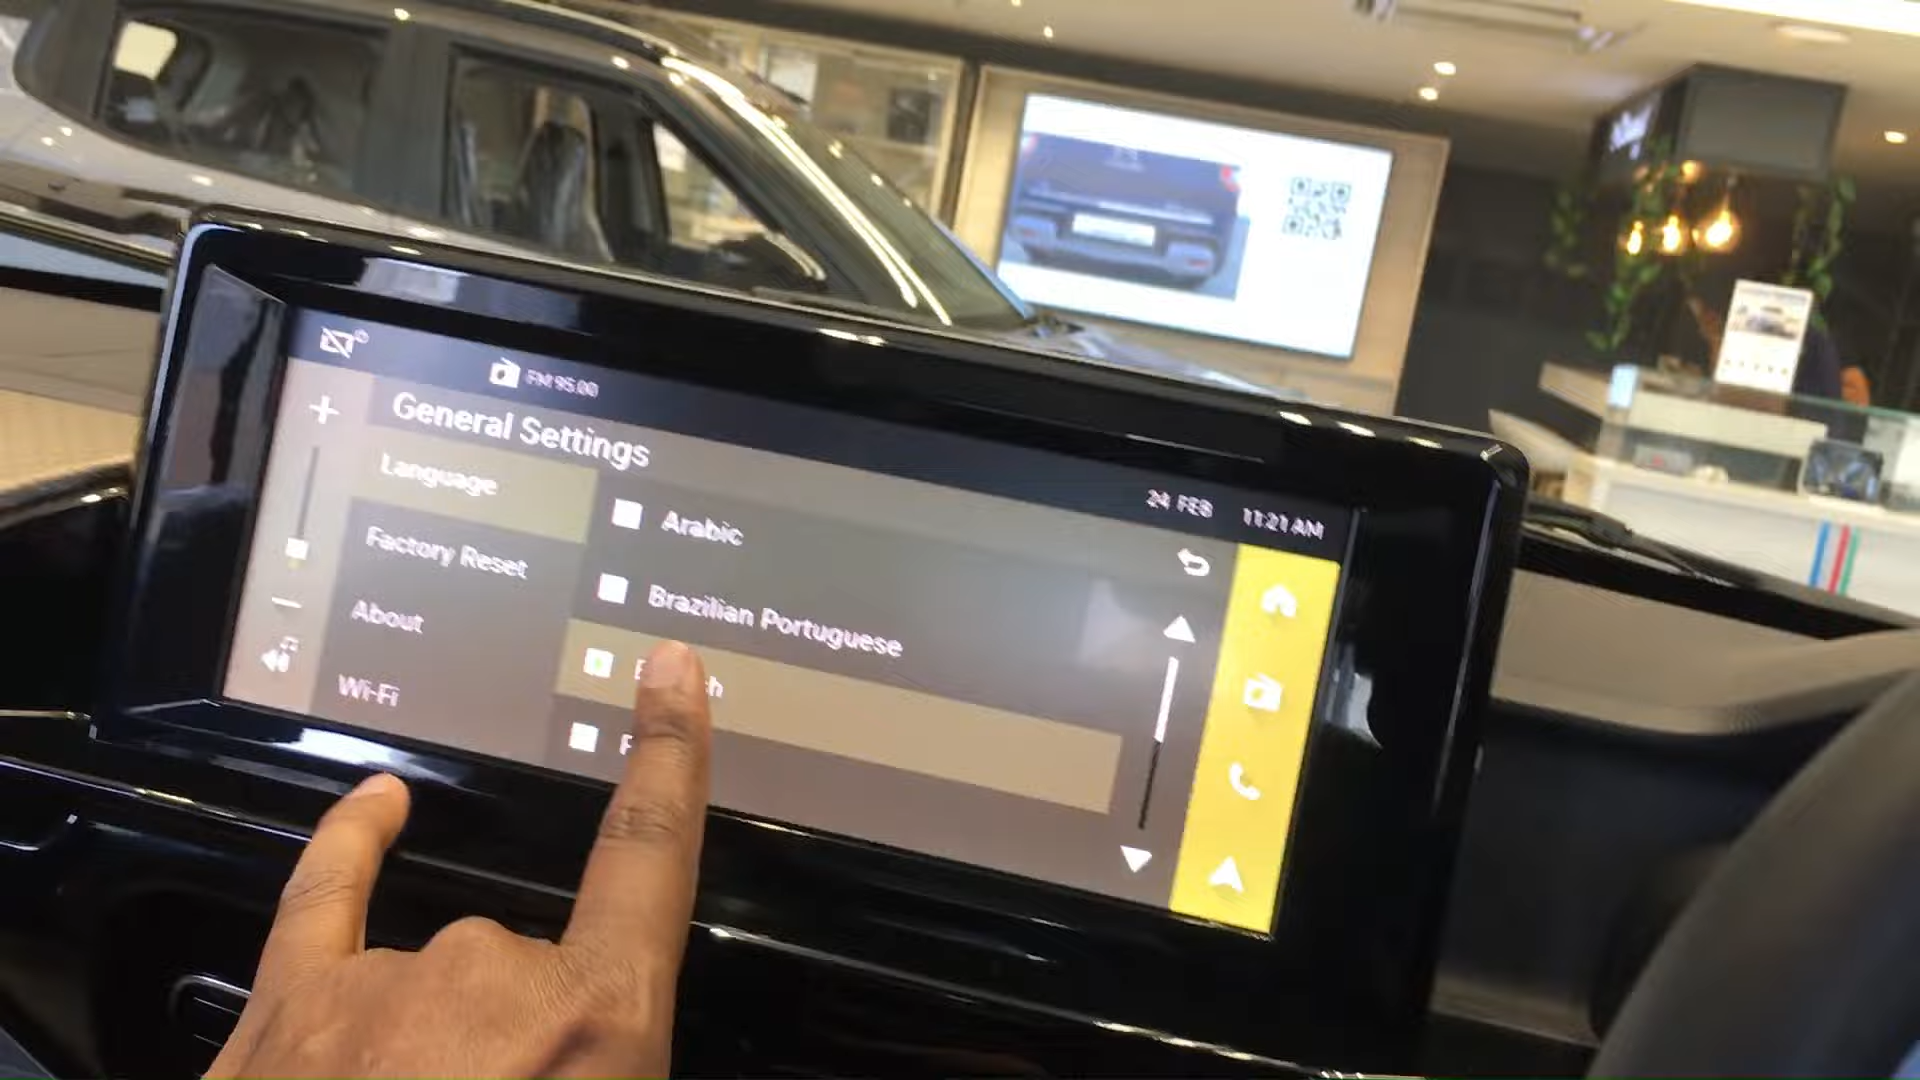 FM 95.00
General Settings
24 FEB 11:21 AM
Language
Factory Reset
About
Wi-Fi
Arabic
Brazilian Portuguese